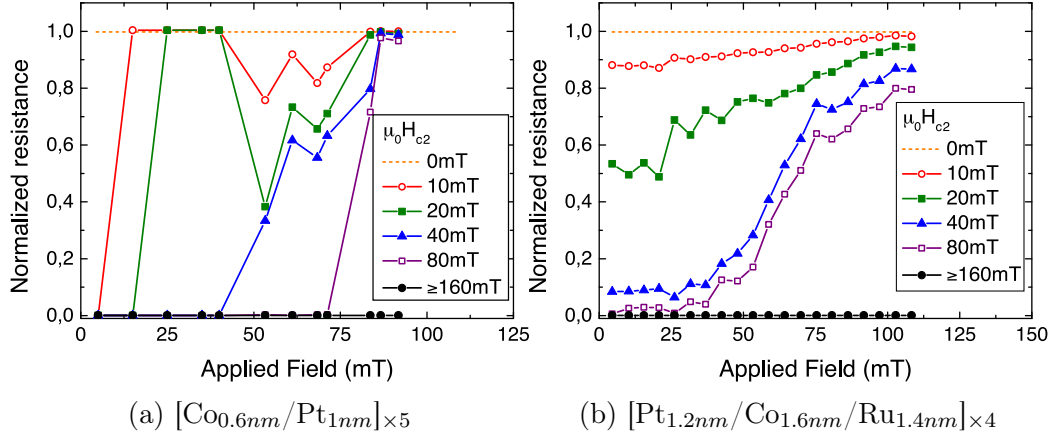 1,0
0,8
0,6
0,4
0,2
0,0
Normalized resistance
μ₀H_c2
0mT
10mT
20mT
40mT
80mT
≥160mT
0 25 50 75 100 125
Applied Field (mT)
(a) [Co₀.₆ₙₘ/Pt₁ₙₘ]×5
1,0
0,8
0,6
0,4
0,2
0,0
Normalized resistance
μ₀H_c2
0mT
10mT
20mT
40mT
80mT
≥160mT
0 25 50 75 100 125 150
Applied Field (mT)
(b) [Pt₁.₂ₙₘ/Co₁.₆ₙₘ/Ru₁.₄ₙₘ]×4